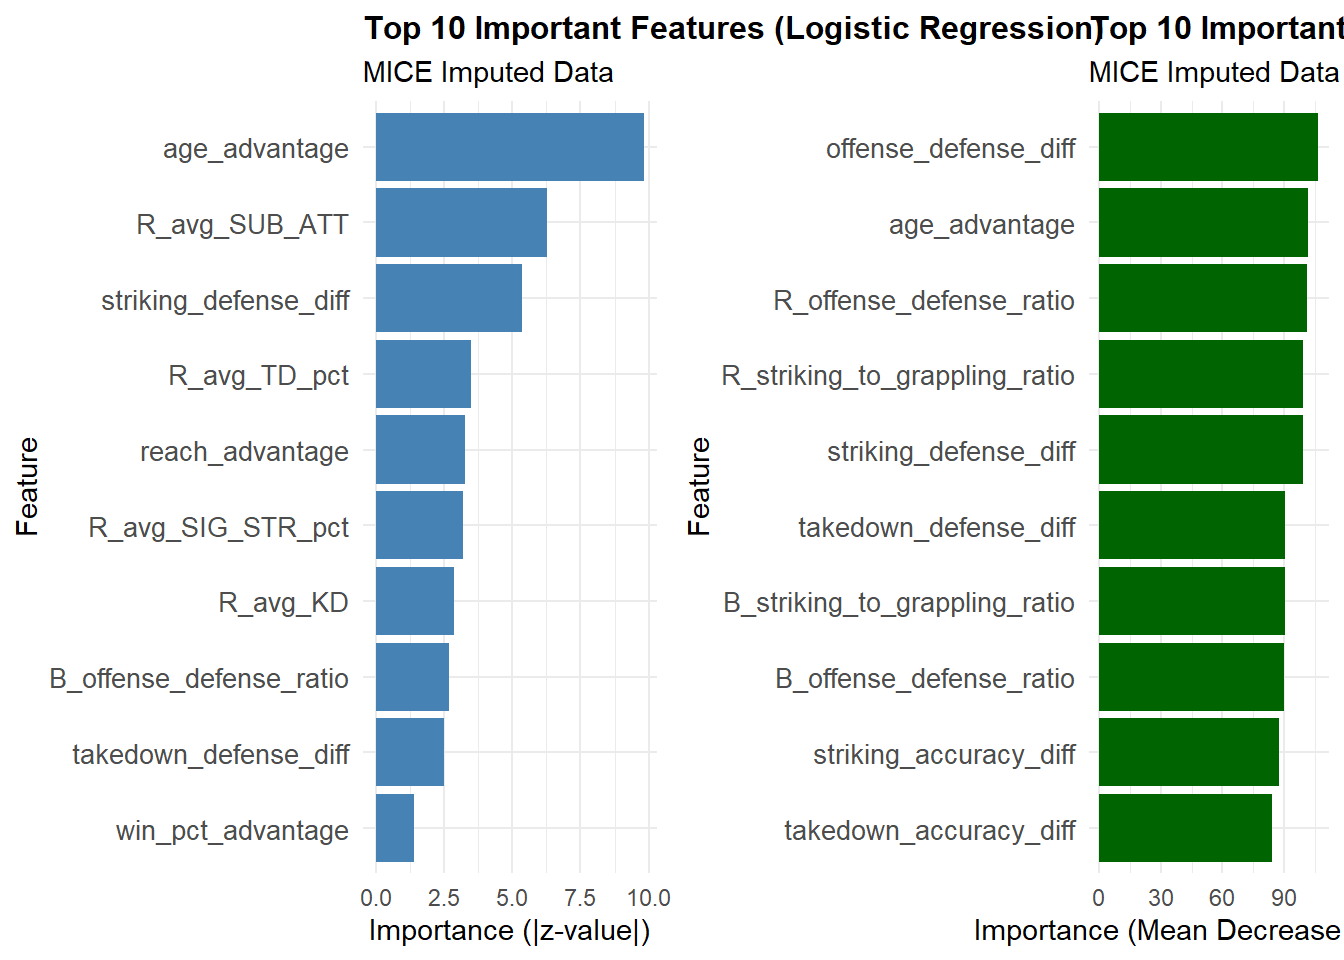 Top 10 Important Features (Logistic Regression)
MICE Imputed Data
Feature
age_advantage
R_avg_SUB_ATT
striking_defense_diff
R_avg_TD_pct
reach_advantage
R_avg_SIG_STR_pct
R_avg_KD
B_offense_defense_ratio
takedown_defense_diff
win_pct_advantage
0.0 2.5 5.0 7.5 10.0
Importance (|z-value|)
Top 10 Important
MICE Imputed Data
Feature
offense_defense_diff
age_advantage
R_offense_defense_ratio
R_striking_to_grappling_ratio
striking_defense_diff
takedown_defense_diff
B_striking_to_grappling_ratio
B_offense_defense_ratio
striking_accuracy_diff
takedown_accuracy_diff
0 30 60 90
Importance (Mean Decrease